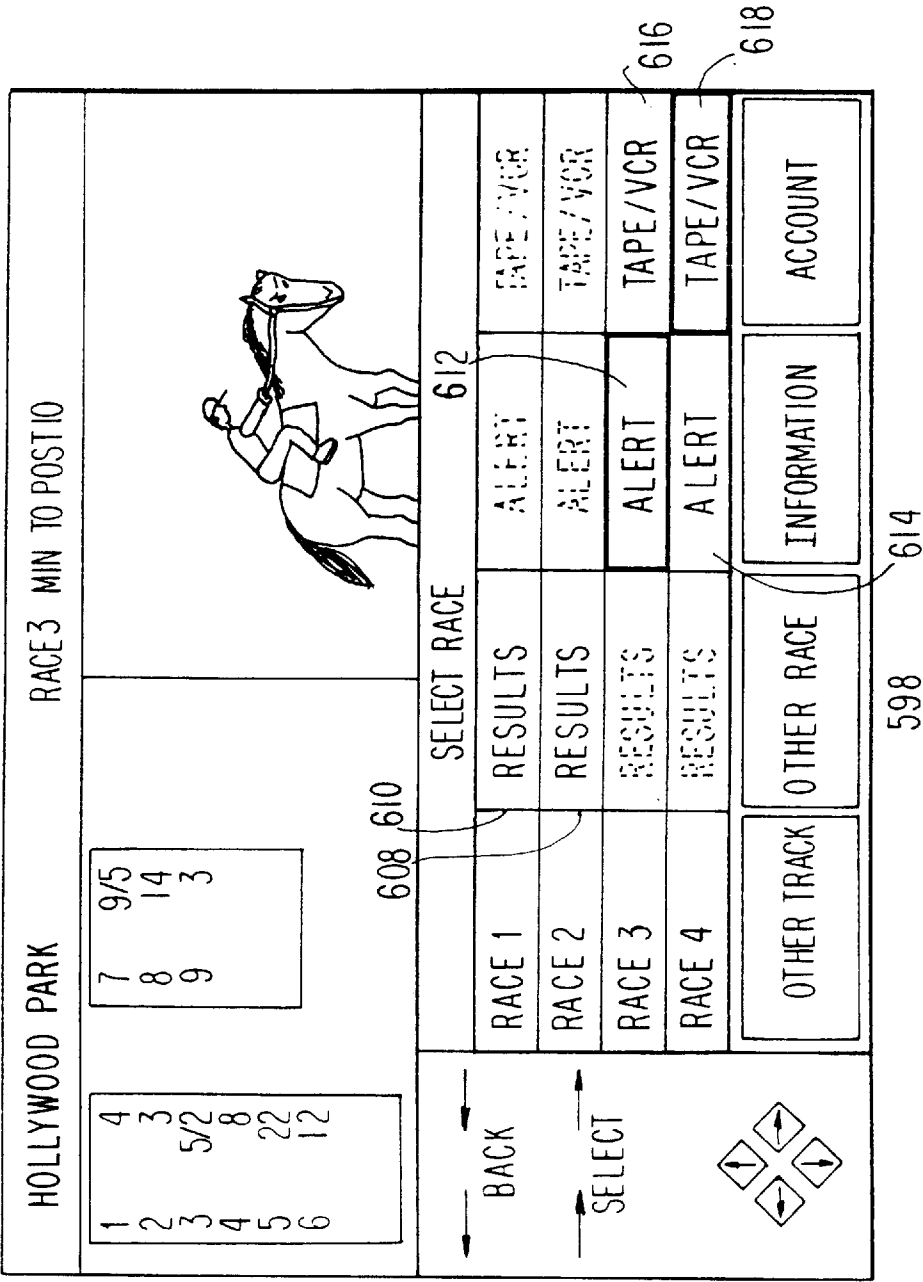 HOLLYWOOD PARK RACE3 MIN TO POST 10
1 4
2 3
3 5/2
4 8
5 22
6 12
7 9/5
8 14
9 3
608 610 612
BACK
SELECT
SELECT RACE
RACE 1 RESULTS ALERT TAPE/VCR
RACE 2 RESULTS ALERT TAPE/VCR
RACE 3 RESULTS ALERT TAPE/VCR 616
RACE 4 RESULTS ALERT TAPE/VCR 618
OTHER TRACK OTHER RACE INFORMATION ACCOUNT
614
598